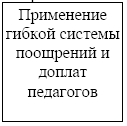 Применение
гибкой системы
поощрений и
доплат
педагогов